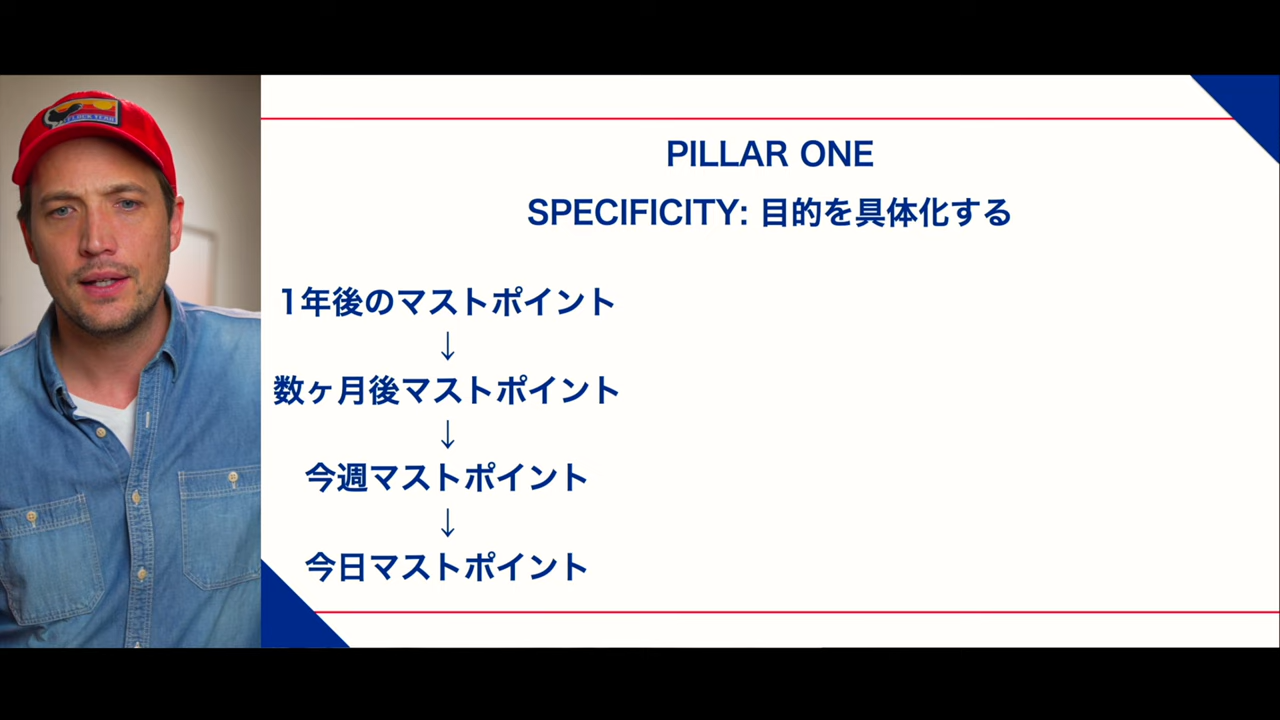 PILLAR ONE
SPECIFICITY: 目的を具体化する
1年後のマストポイント
↓
数ヶ月後マストポイント
↓
今週マストポイント
↓
今日マストポイント